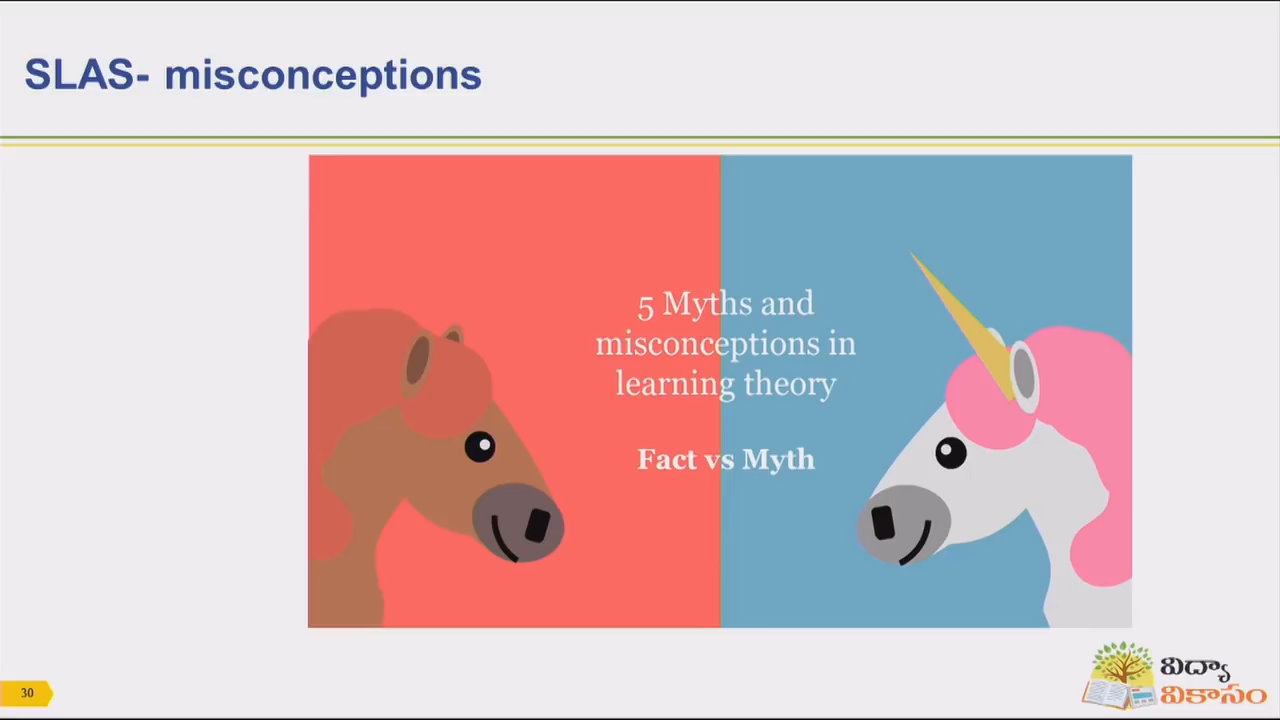 SLAS- misconceptions
5 Myths and
misconceptions in
learning theory
Fact vs Myth
30
విద్యా
వికాసం